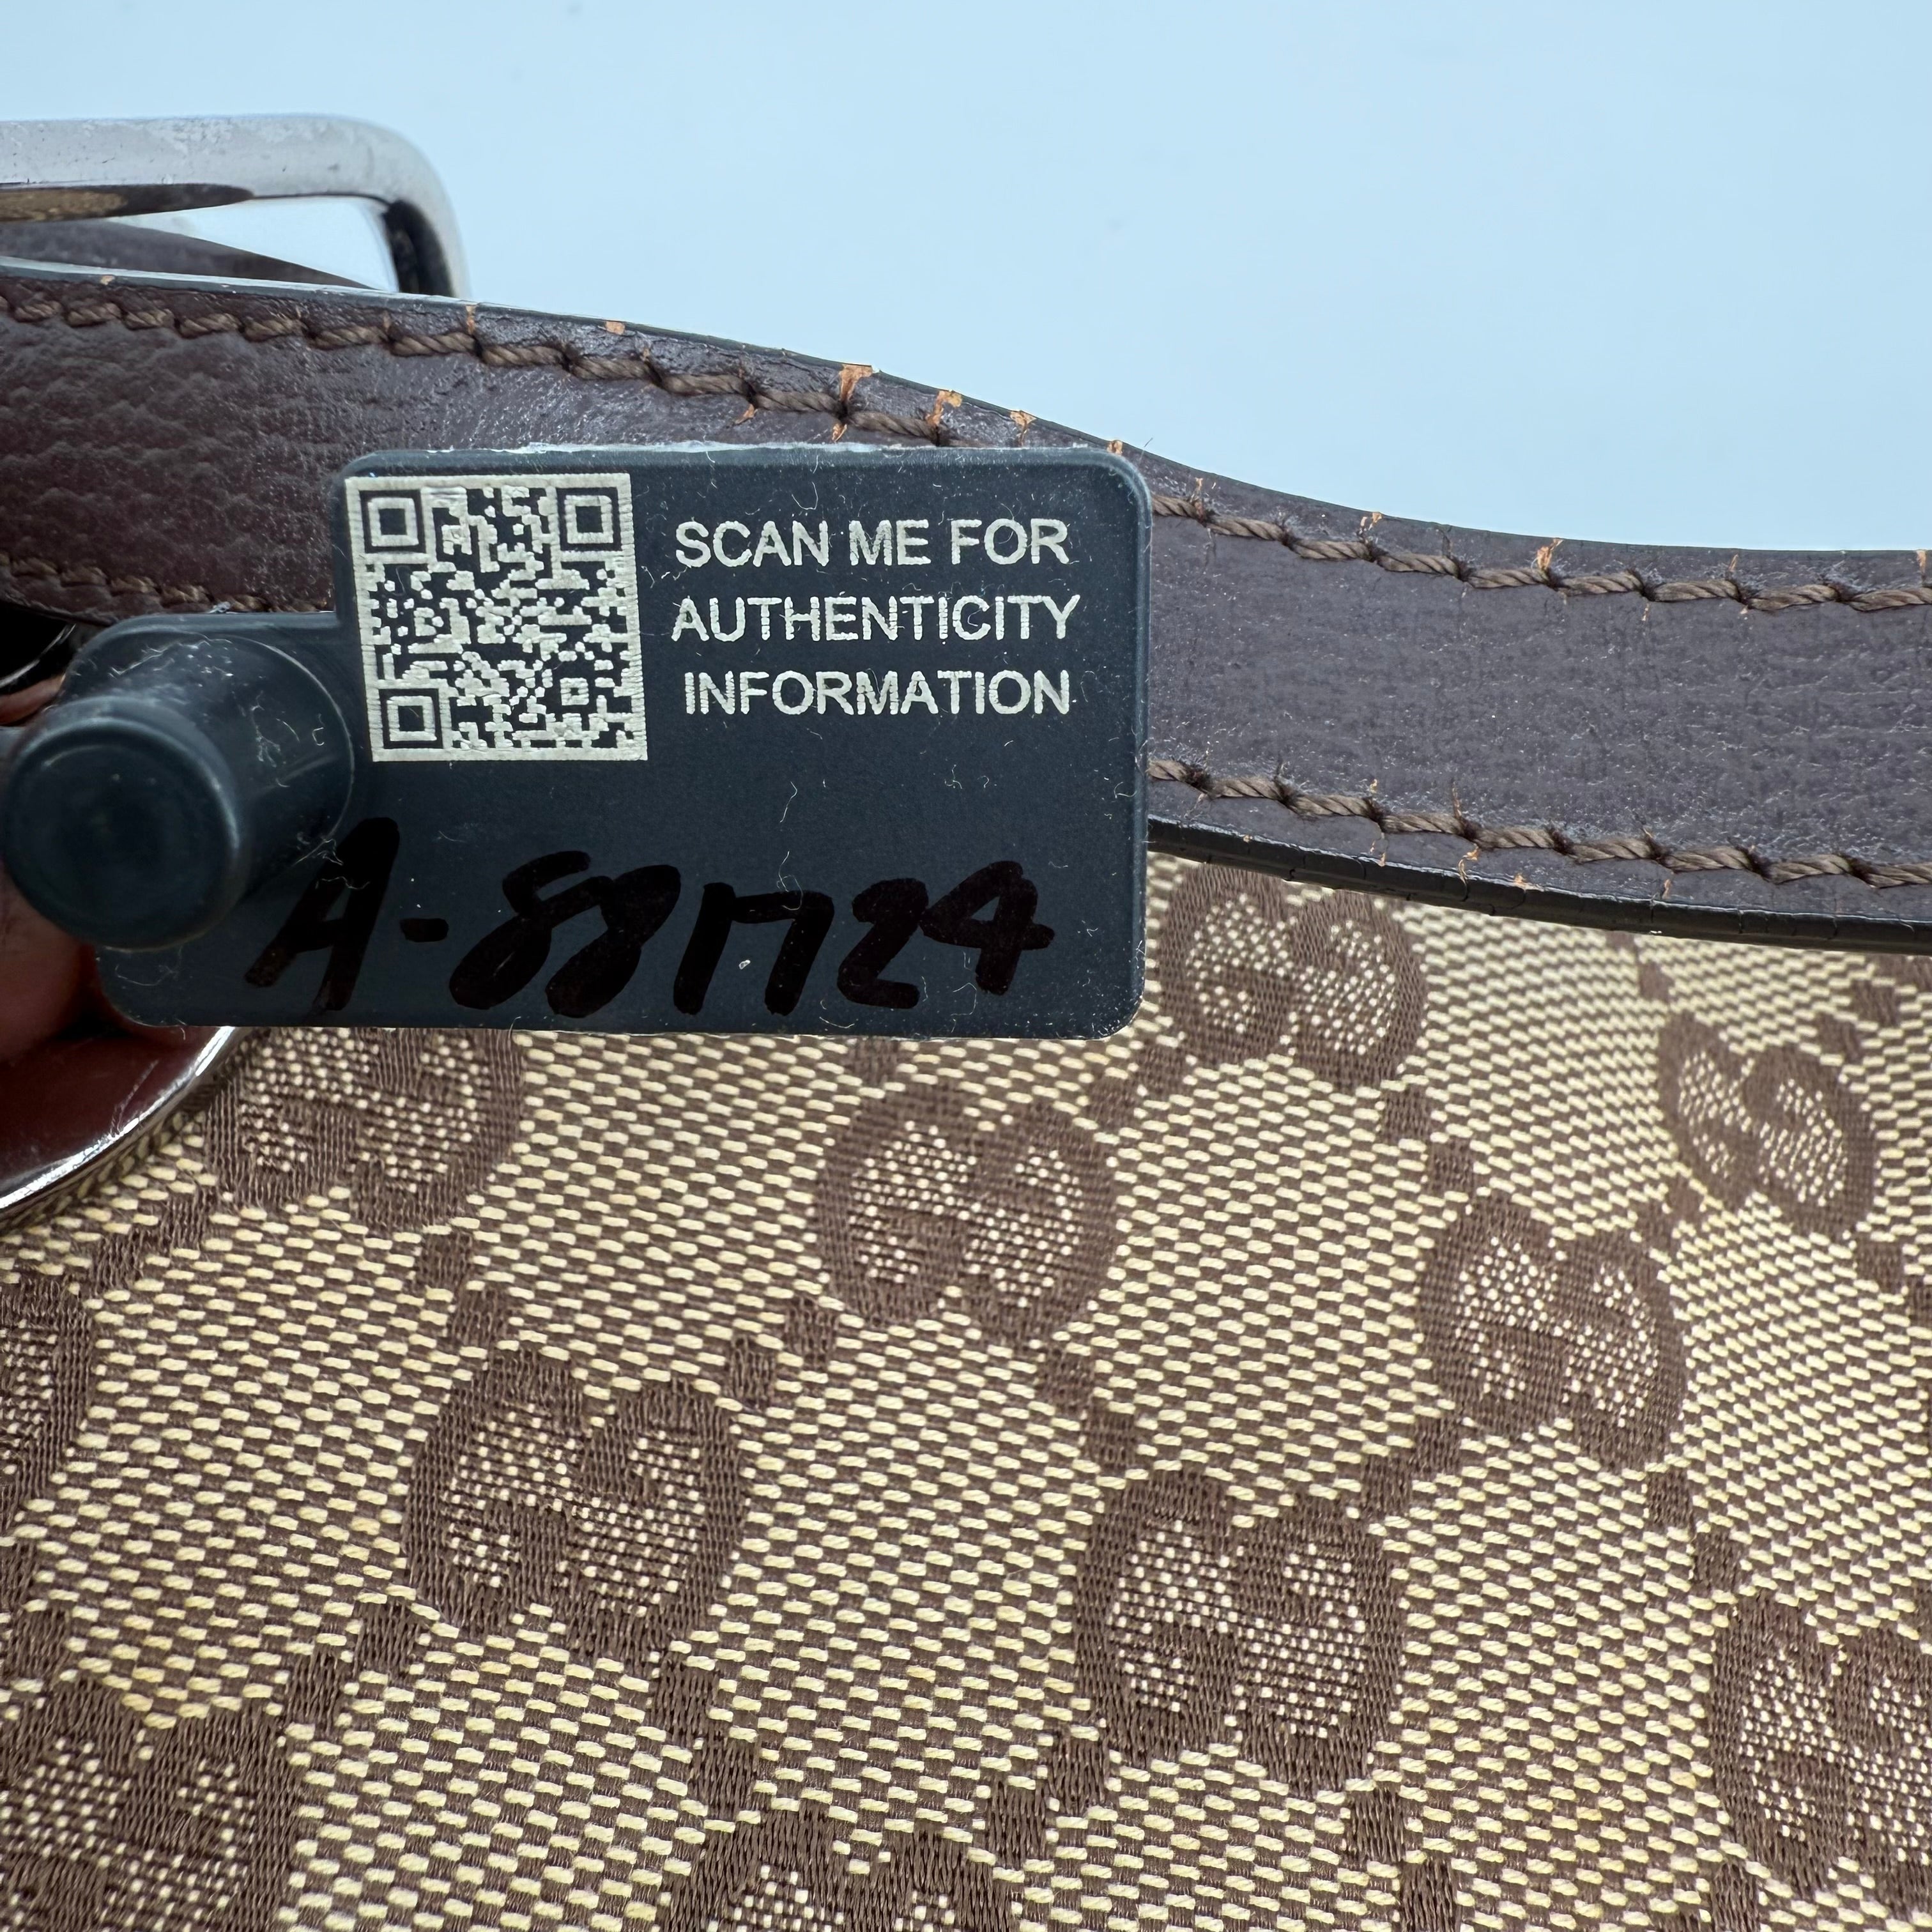 SCAN ME FOR
AUTHENTICITY
INFORMATION
A-881724